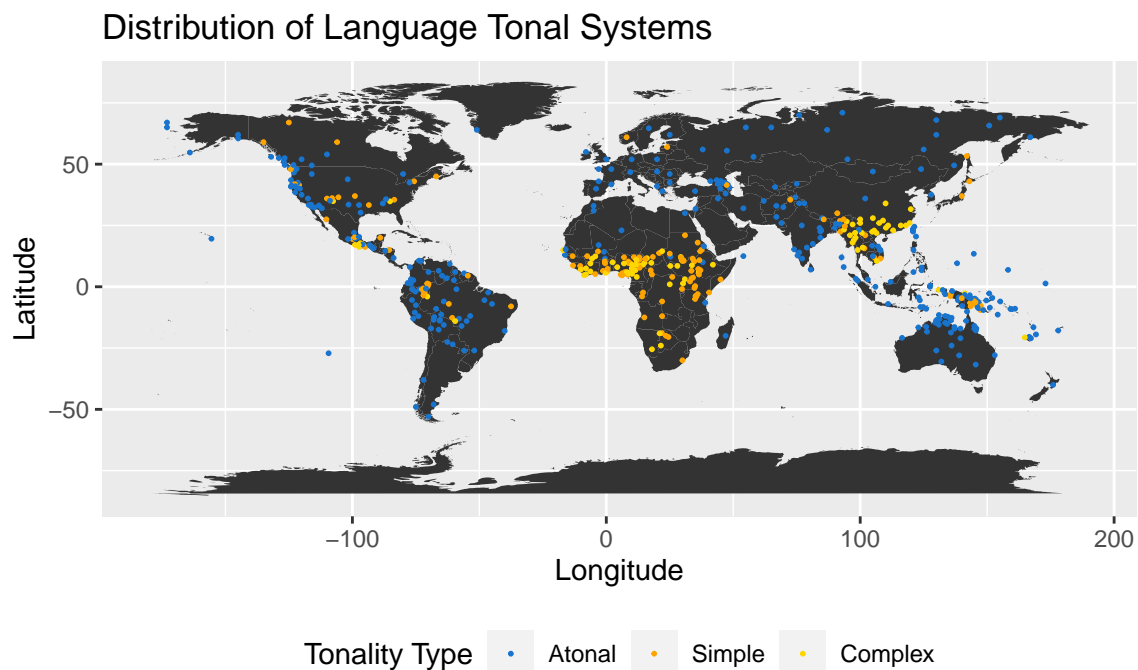 Distribution of Language Tonal Systems
50
0
−50
Latitude
−100
0
100
200
Longitude
Tonality Type
Atonal
Simple
Complex